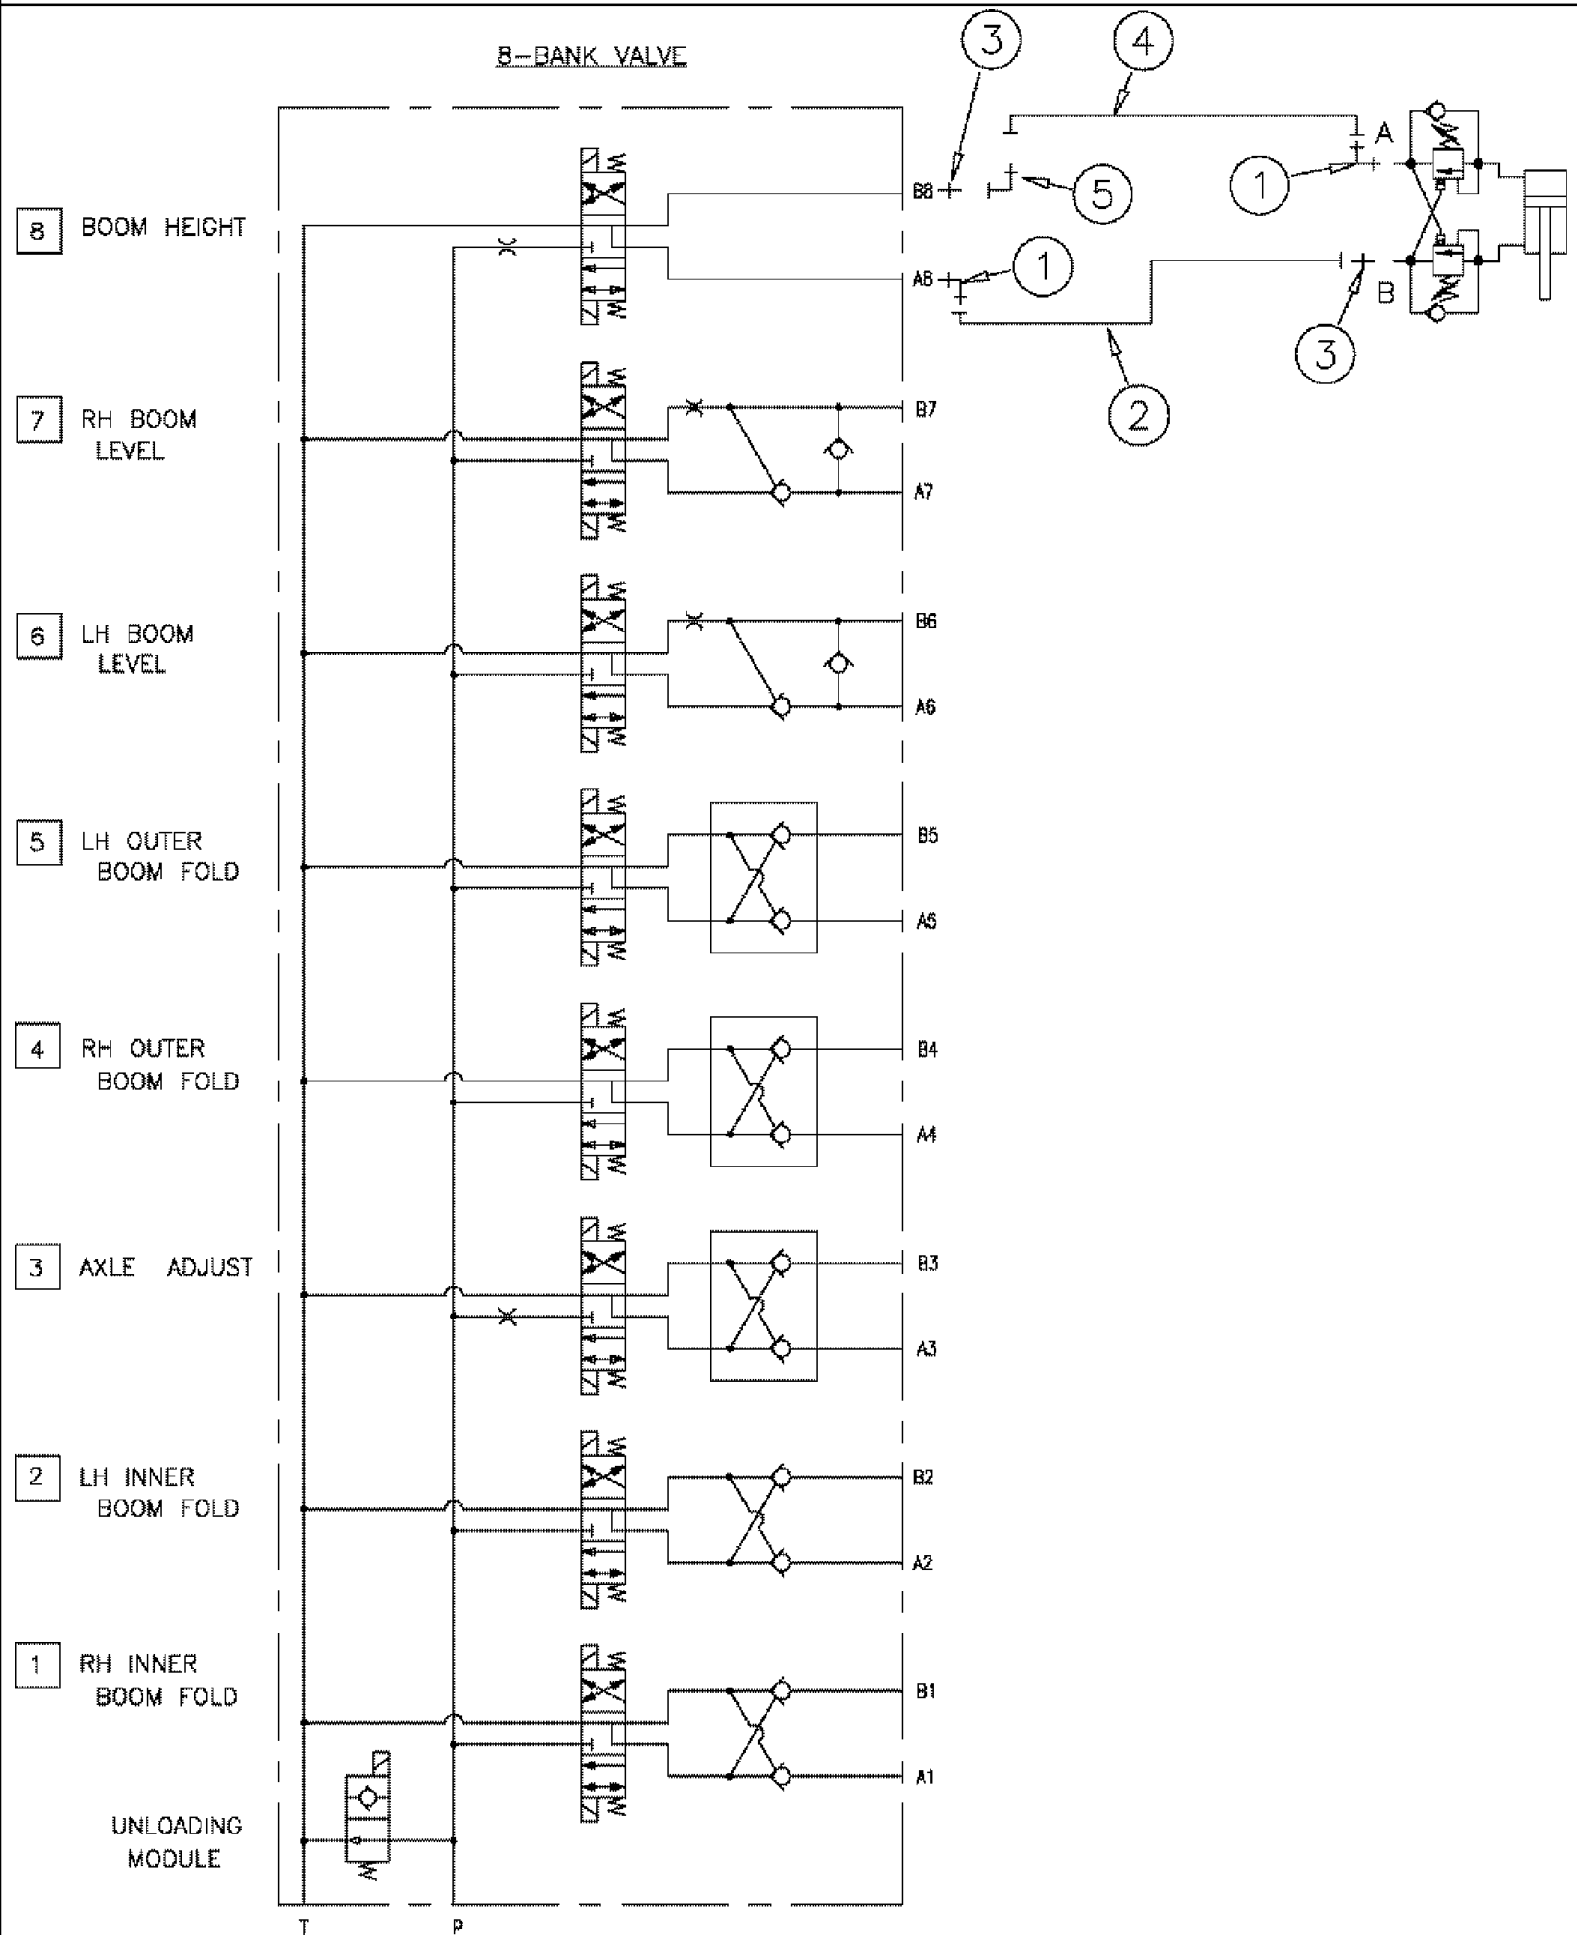 8-BANK VALVE
3
4
A
1
5
B8
8
BOOM HEIGHT
A8
1
B
3
2
7
RH BOOM
LEVEL
B7
A7
6
LH BOOM
LEVEL
B6
A6
5
LH OUTER
BOOM FOLD
B5
A5
4
RH OUTER
BOOM FOLD
B4
A4
3
AXLE ADJUST
B3
A3
2
LH INNER
BOOM FOLD
B2
A2
1
RH INNER
BOOM FOLD
B1
A1
UNLOADING
MODULE
T
P